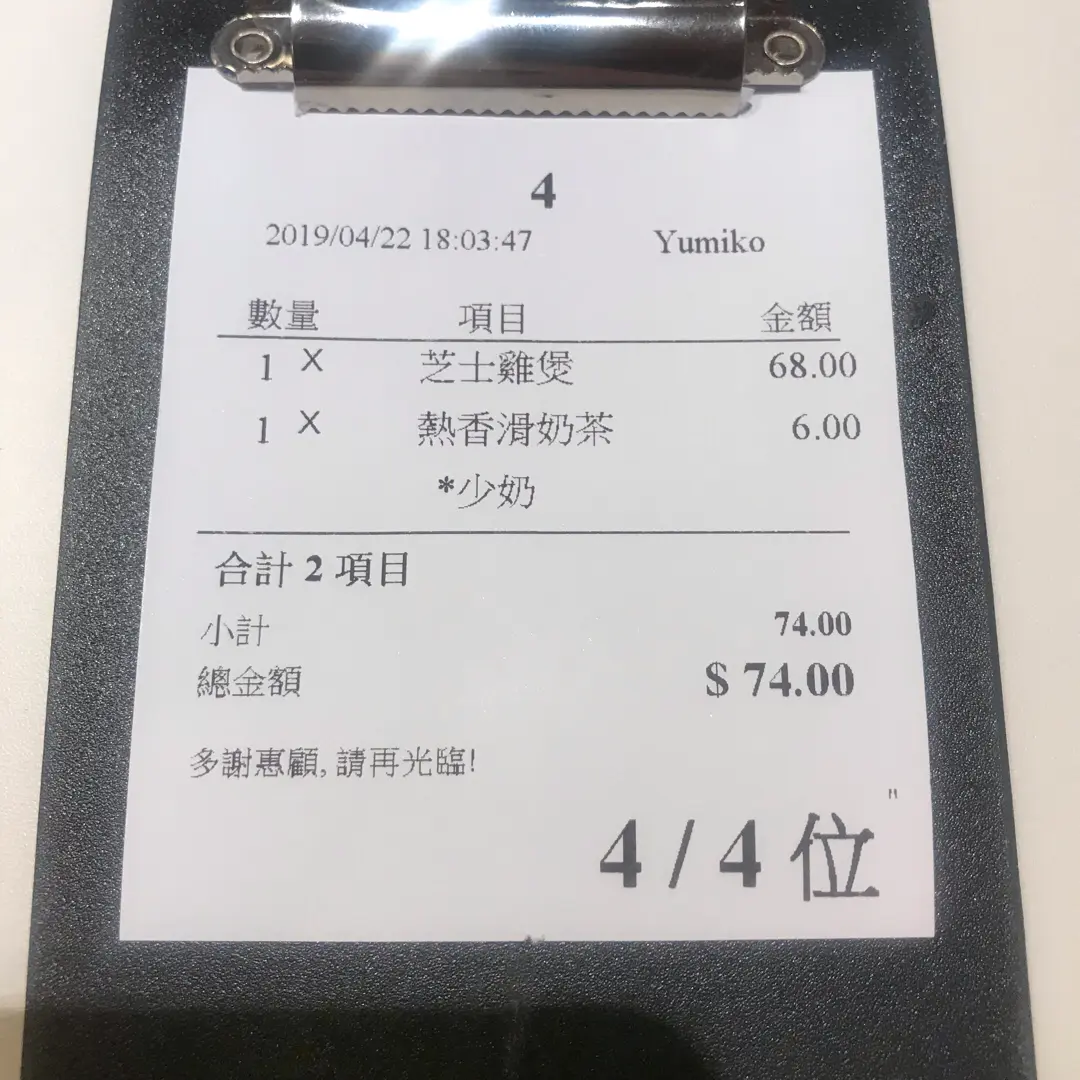 4
2019/04/22 18:03:47 Yumiko
數量 項目 金額
1 X 芝士雞煲 68.00
1 X 熱香滑奶茶 6.00
*少奶
合計 2 項目
小計 74.00
總金額 $ 74.00
多謝惠顧, 請再光臨!
"
4 / 4 位